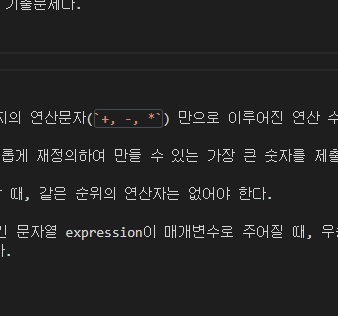 기출문제다.
지의 연산문자(`+, -, *`) 만으로 이루어진 연산 수
롭게 재정의하여 만들 수 있는 가장 큰 숫자를 제출
때, 같은 순위의 연산자는 없어야 한다.
인 문자열 expression이 매개변수로 주어질 때, 우